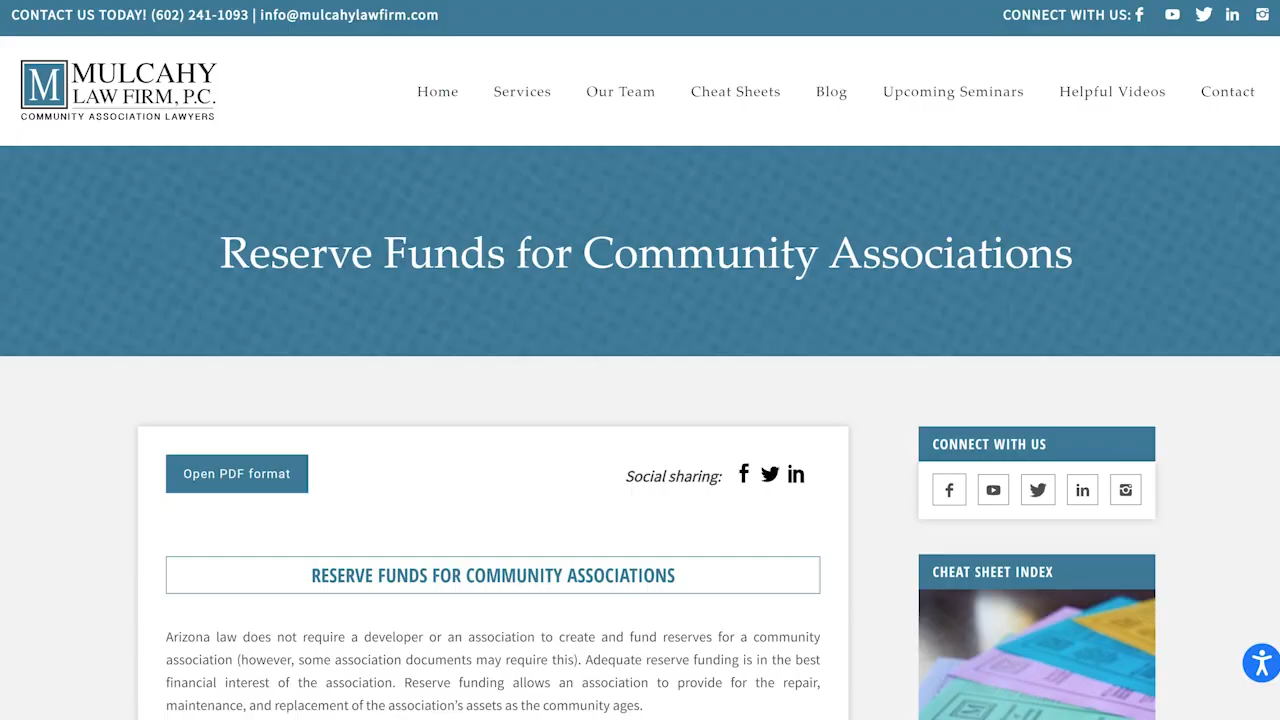 CONTACT US TODAY! (602) 241-1093 | info@mulcahylawfirm.com
CONNECT WITH US:
M MULCAHY
LAW FIRM, P.C.
COMMUNITY ASSOCIATION LAWYERS
Home Services Our Team Cheat Sheets Blog Upcoming Seminars Helpful Videos Contact
Reserve Funds for Community Associations
Open PDF format
Social sharing:
RESERVE FUNDS FOR COMMUNITY ASSOCIATIONS
Arizona law does not require a developer or an association to create and fund reserves for a community
association (however, some association documents may require this). Adequate reserve funding is in the best
financial interest of the association. Reserve funding allows an association to provide for the repair,
maintenance, and replacement of the association's assets as the community ages.
CONNECT WITH US
CHEAT SHEET INDEX